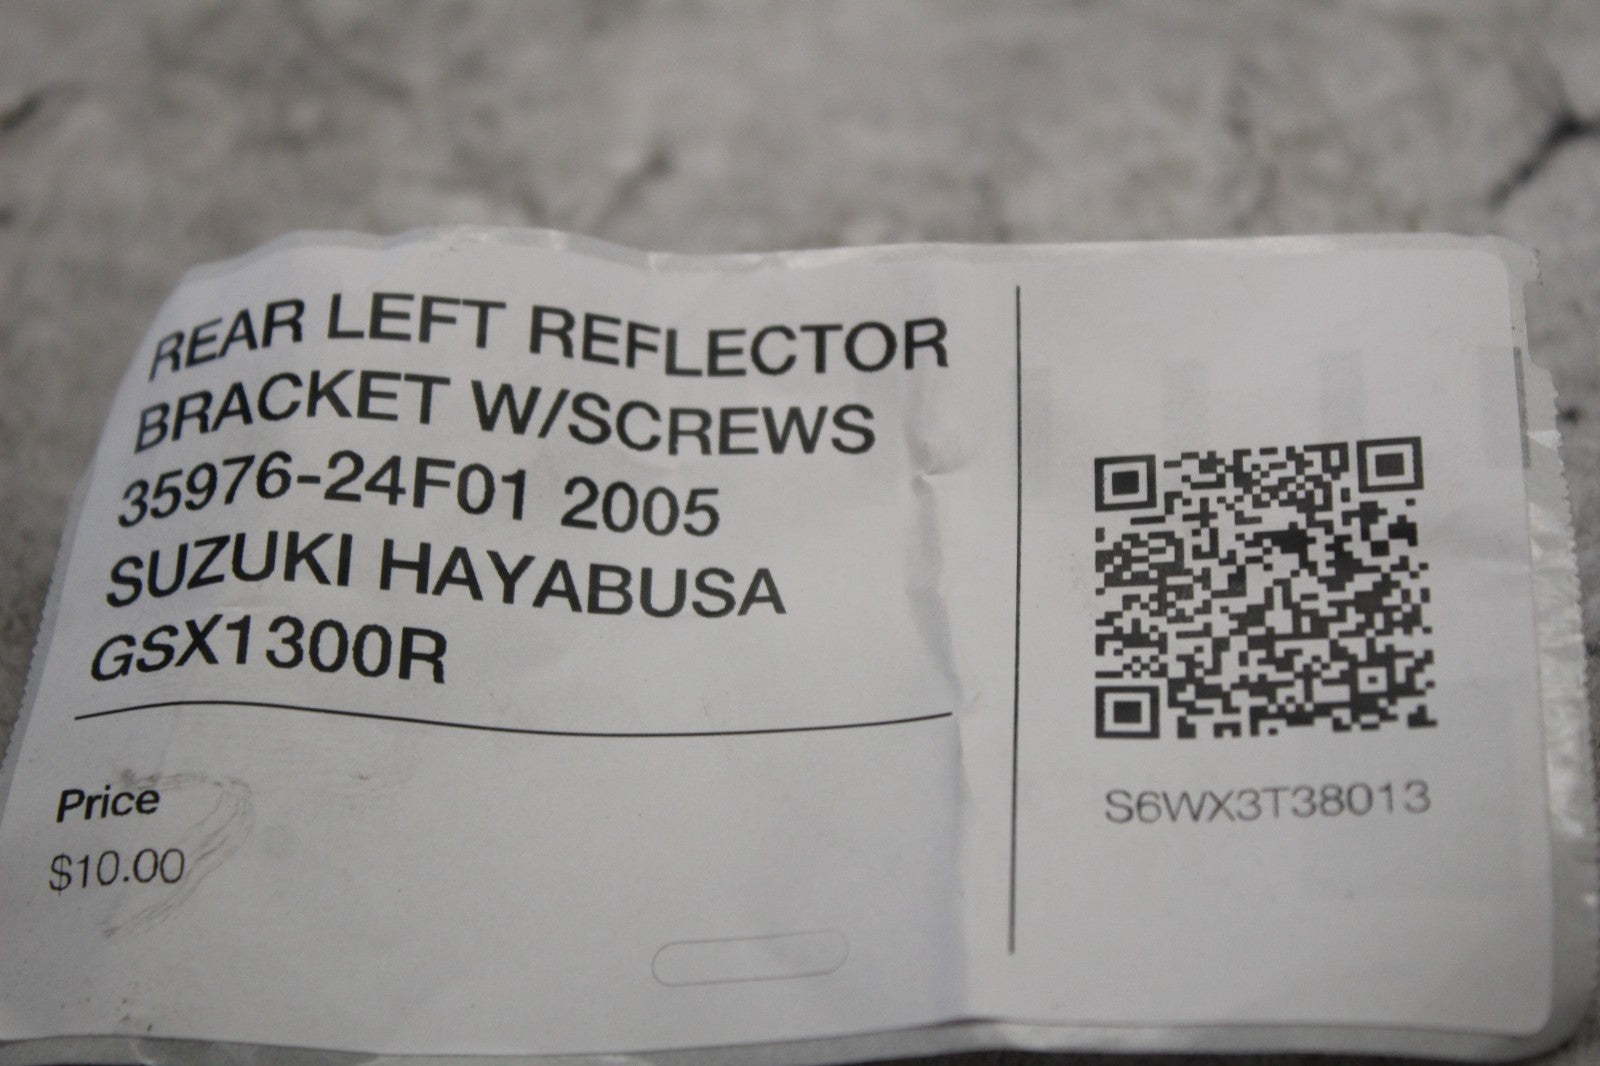 REAR LEFT REFLECTOR
BRACKET W/SCREWS
35976-24F01 2005
SUZUKI HAYABUSA
GSX1300R
Price
$10.00
S6WX3T38013